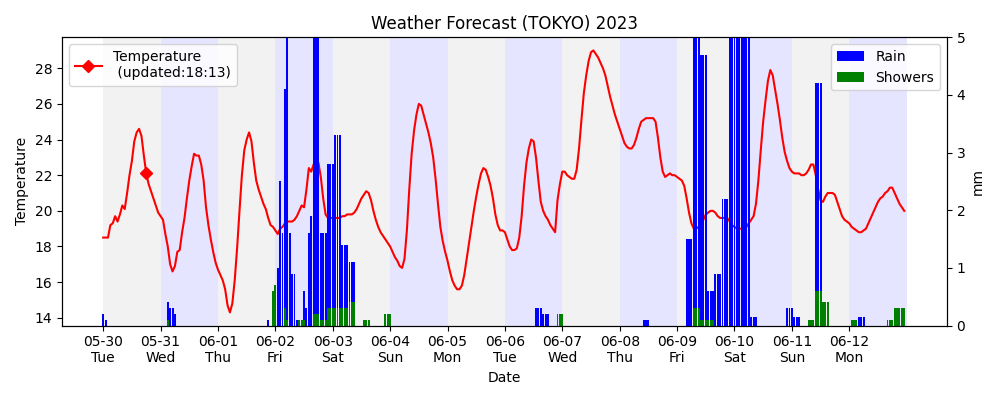 Weather Forecast (TOKYO) 2023
Temperature
(updated:18:13)
Rain
Showers
Temperature
28
26
24
22
20
18
16
14
5
4
3
2
1
0
mm
05-30 05-31 06-01 06-02 06-03 06-04 06-05 06-06 06-07 06-08 06-09 06-10 06-11 06-12
Tue Wed Thu Fri Sat Sun Mon Tue Wed Thu Fri Sat Sun Mon
Date